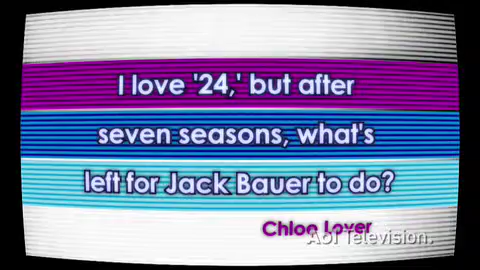 I love '24,' but after
seven seasons, what's
left for Jack Bauer to do?
Chloe Lover
Aol Television.